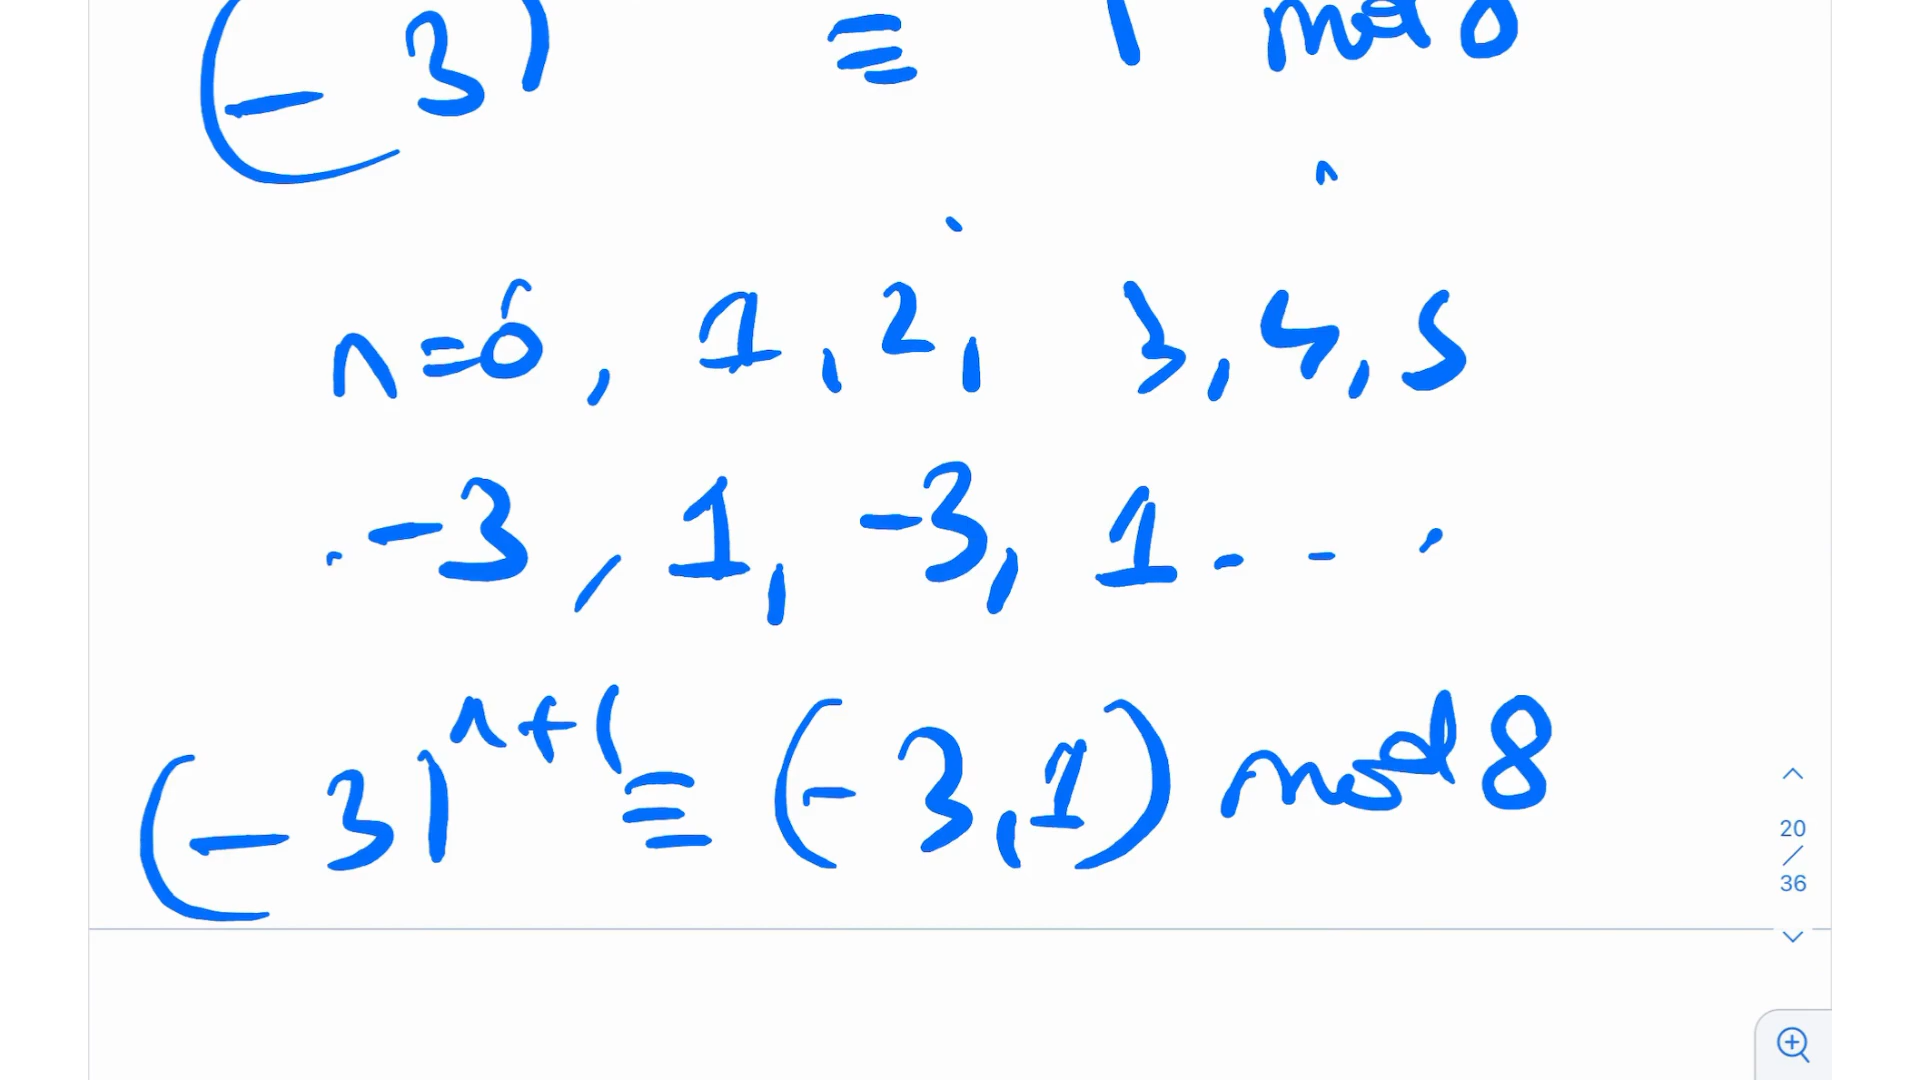 (-3) ≡ 1 mod 8
n=0, 1, 2, 3, 4, 5
-3, 1, -3, 1 . . .
(-3)^{n+1} ≡ (-3, 1) mod 8
20
/
36